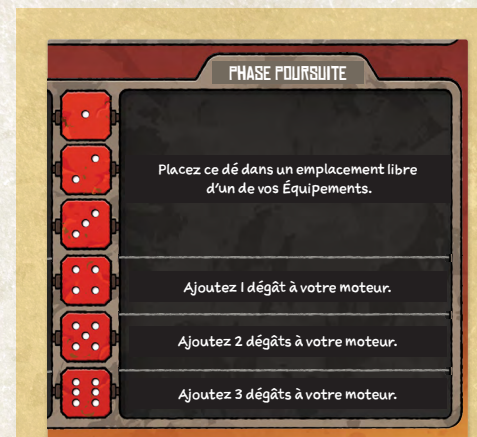 PHASE POURSUITE
Placez ce dé dans un emplacement libre
d'un de vos Équipements.
Ajoutez 1 dégât à votre moteur.
Ajoutez 2 dégâts à votre moteur.
Ajoutez 3 dégâts à votre moteur.